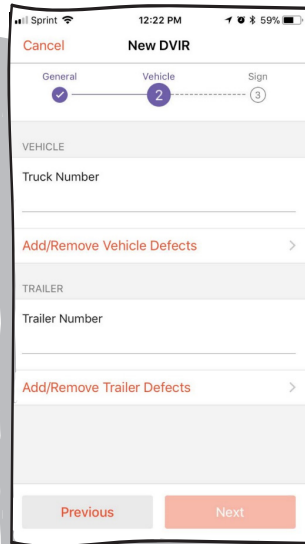 Sprint 12:22 PM 59%
Cancel New DVIR
General Vehicle Sign
2 3
VEHICLE
Truck Number
Add/Remove Vehicle Defects
TRAILER
Trailer Number
Add/Remove Trailer Defects
Previous Next